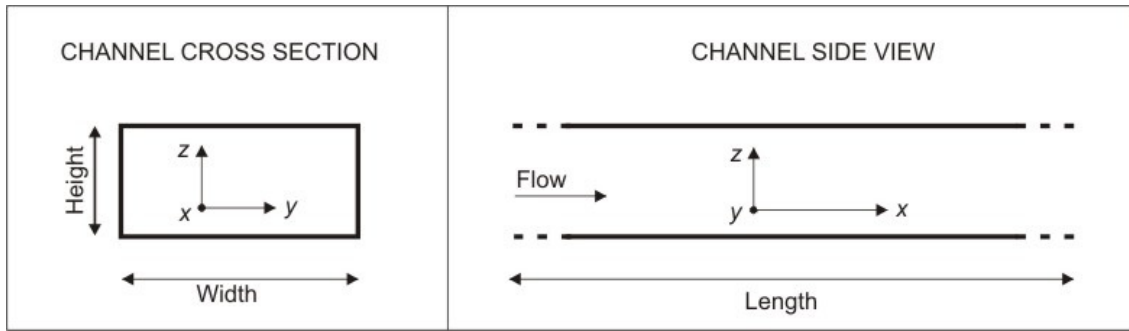 CHANNEL CROSS SECTION
Height
z
x
y
Width
CHANNEL SIDE VIEW
Flow
z
y
x
Length